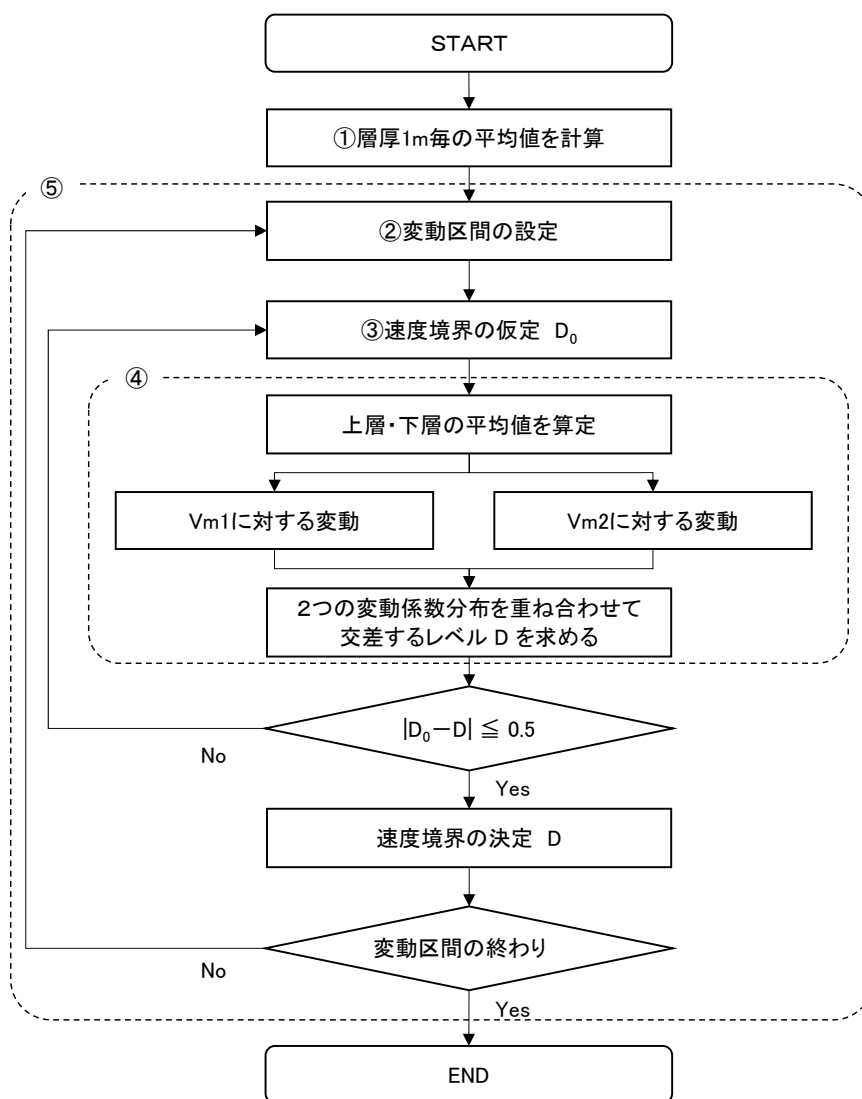 START
①層厚1m毎の平均値を計算
⑤
②変動区間の設定
③速度境界の仮定 D₀
④
上層・下層の平均値を算定
Vm1に対する変動
Vm2に対する変動
2つの変動係数分布を重ね合わせて
交差するレベル D を求める
|D₀－D| ≦ 0.5
No
Yes
速度境界の決定 D
変動区間の終わり
No
Yes
END